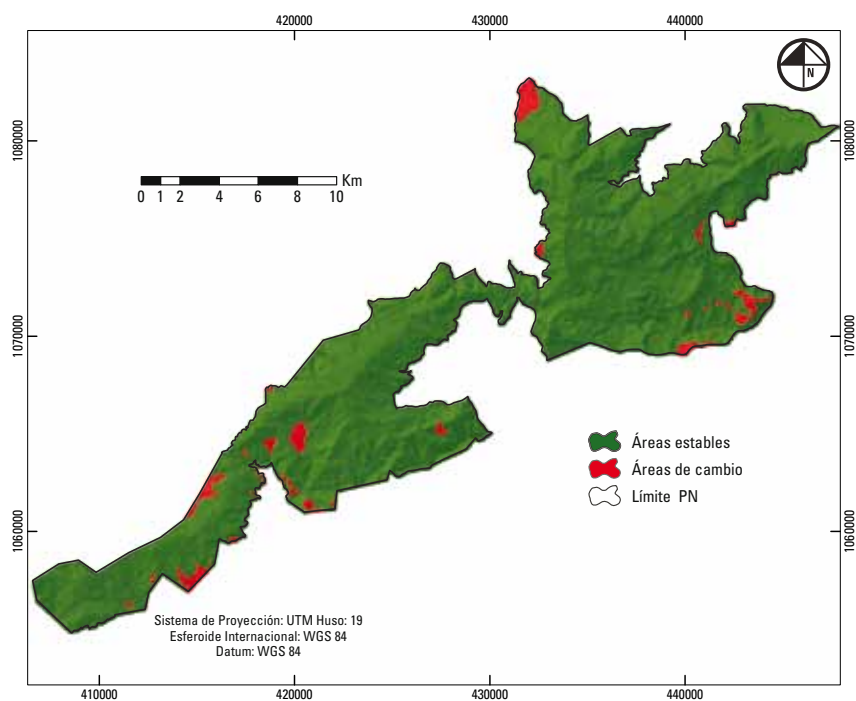 420000 430000 440000
N
1080000 1080000
Km
0 1 2 4 6 8 10
1070000 1070000
Áreas estables
Áreas de cambio
Límite PN
1060000 1060000
Sistema de Proyección: UTM Huso: 19
Esferoide Internacional: WGS 84
Datum: WGS 84
410000 420000 430000 440000